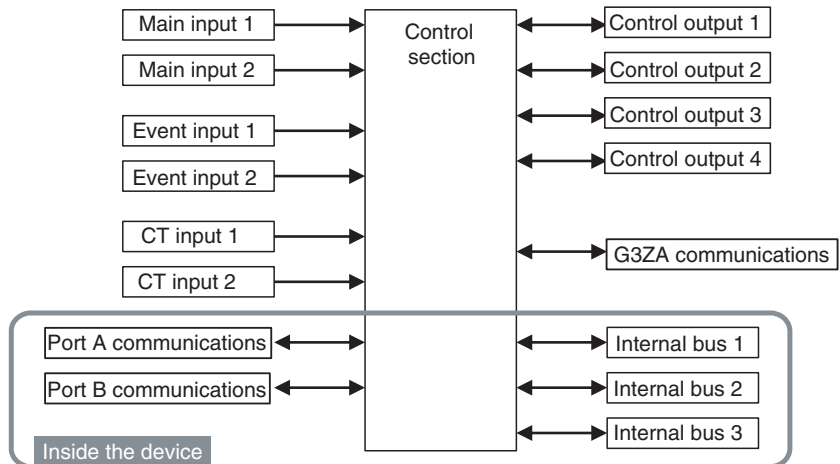 Main input 1
Main input 2
Event input 1
Event input 2
CT input 1
CT input 2
Port A communications
Port B communications
Inside the device
Control
section
Control output 1
Control output 2
Control output 3
Control output 4
G3ZA communications
Internal bus 1
Internal bus 2
Internal bus 3